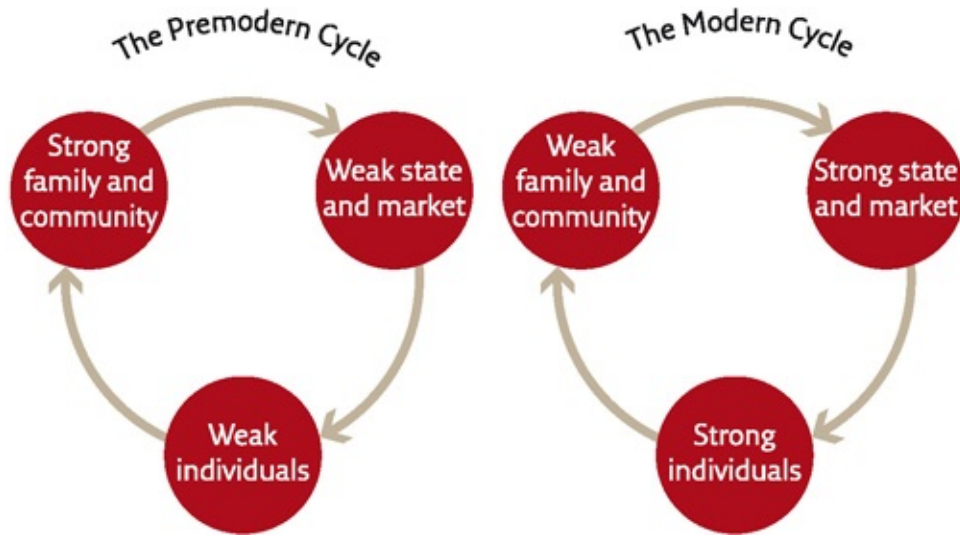 The Premodern Cycle
Strong
family and
community
Weak state
and market
Weak
individuals
The Modern Cycle
Weak
family and
community
Strong state
and market
Strong
individuals